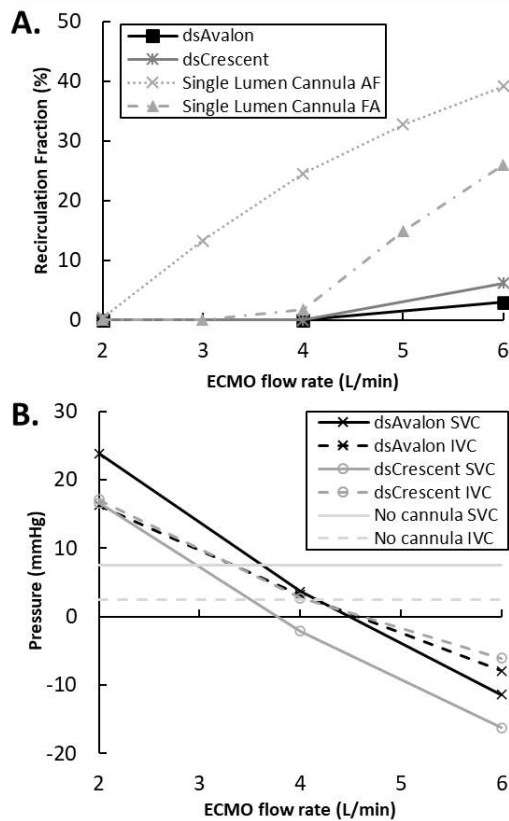 A.
50
40
30
20
10
0
Recirculation Fraction (%)
dsAvalon
dsCrescent
Single Lumen Cannula AF
Single Lumen Cannula FA
2 3 4 5 6
ECMO flow rate (L/min)
B.
30
20
10
0
-10
-20
Pressure (mmHg)
dsAvalon SVC
dsAvalon IVC
dsCrescent SVC
dsCrescent IVC
No cannula SVC
No cannula IVC
2 3 4 5 6
ECMO flow rate (L/min)